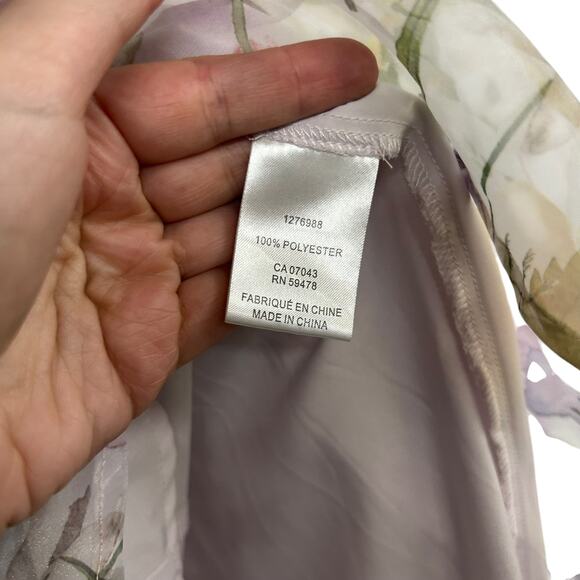 1276988
100% POLYESTER
CA 07043
RN 59478
FABRIQUÉ EN CHINE
MADE IN CHINA